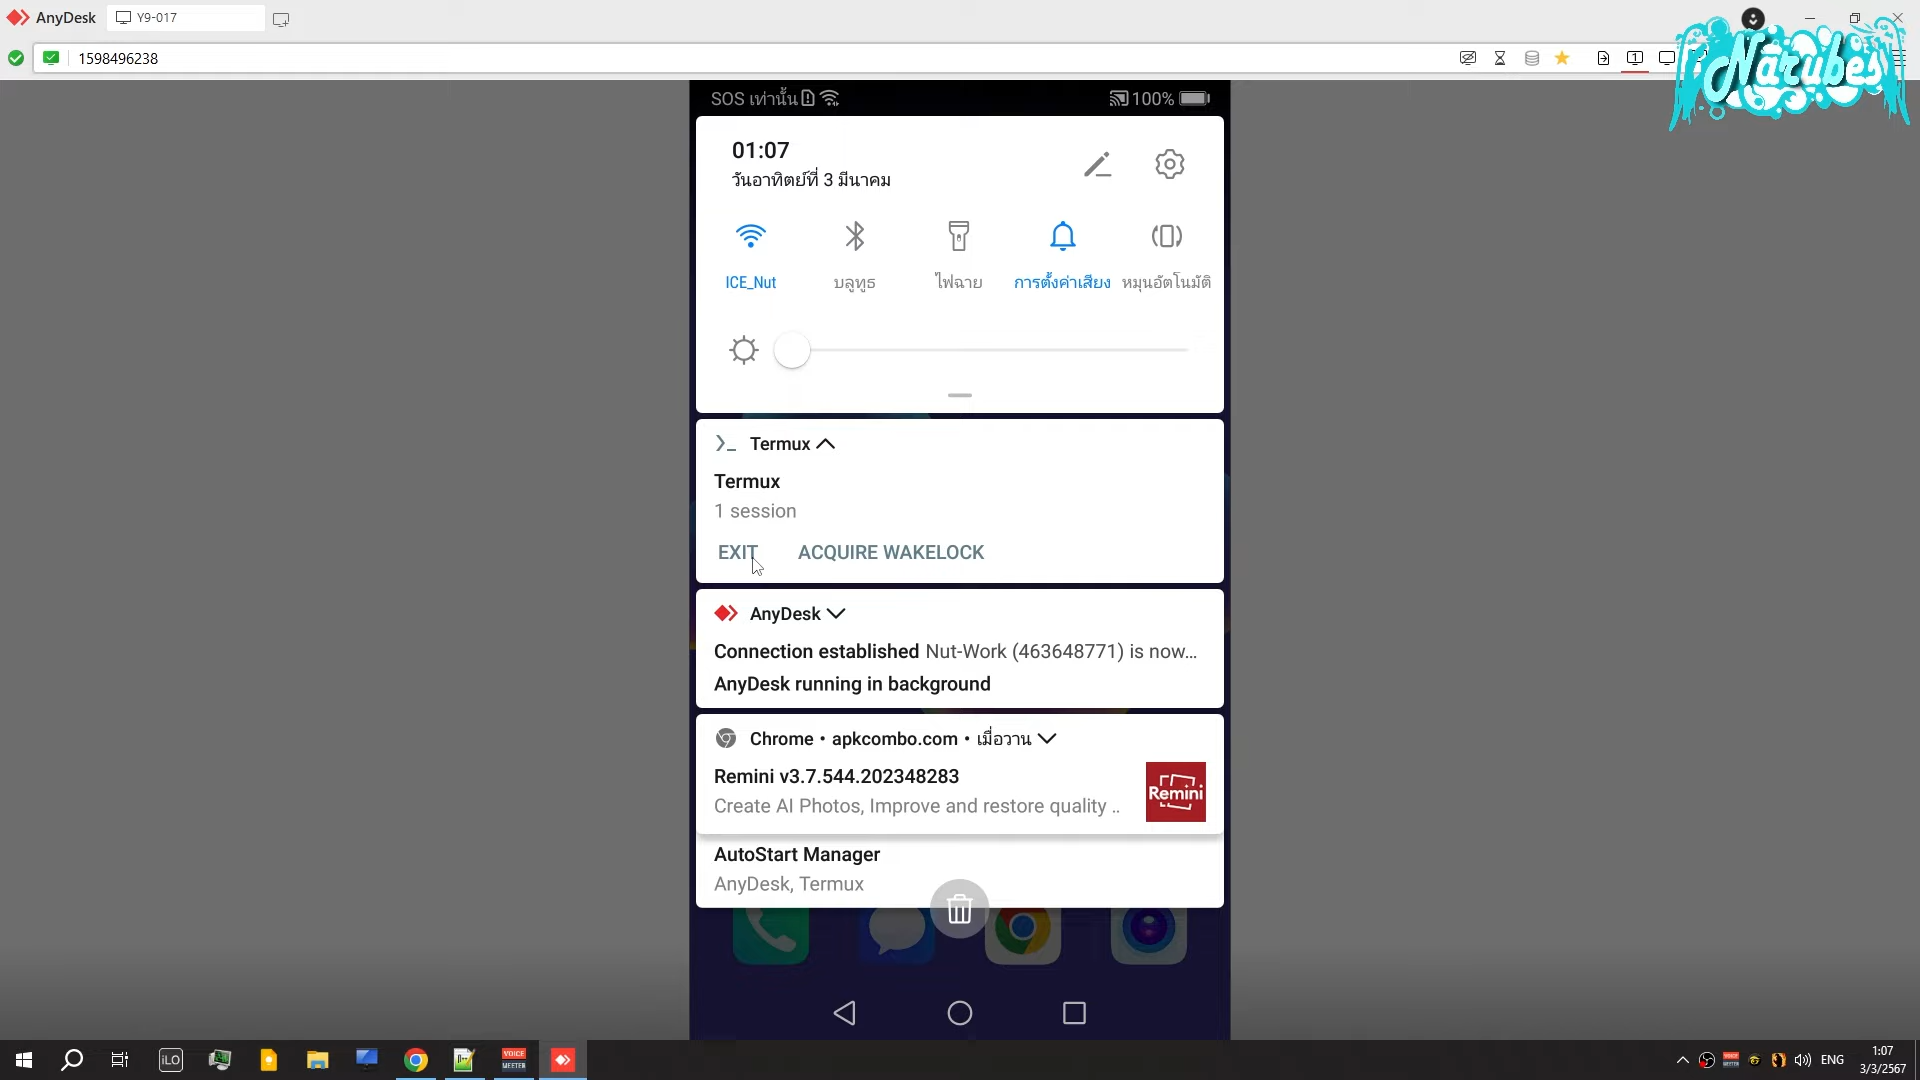 AnyDesk
Y9-017
1598496238
Narubes
SOS เท่านั้น
100%
01:07
วันอาทิตย์ที่ 3 มีนาคม
ICE_Nut
บลูทูธ
ไฟฉาย
การตั้งค่าเสียง
หมุนอัตโนมัติ
Termux
Termux
1 session
EXIT ACQUIRE WAKELOCK
AnyDesk
Connection established Nut-Work (463648771) is now...
AnyDesk running in background
Chrome • apkcombo.com • เมื่อวาน
Remini v3.7.544.202348283
Create AI Photos, Improve and restore quality ..
Remini
AutoStart Manager
AnyDesk, Termux
iLO
VOICE
MEETER
ENG
1:07
3/3/2567